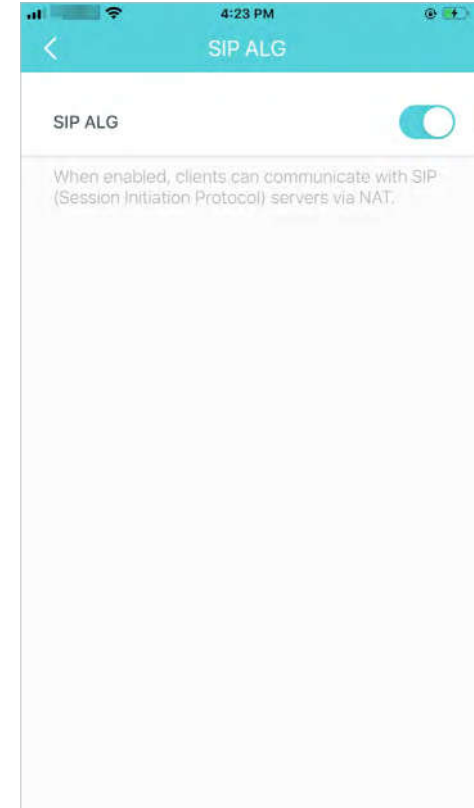 4:23 PM
SIP ALG
SIP ALG
When enabled, clients can communicate with SIP
(Session Initiation Protocol) servers via NAT.